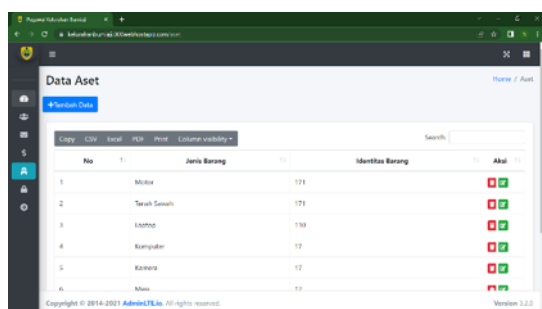 Data Aset
Home / Aset
+Tambah Data
Copy CSV Excel PDF Print Column visibility
Search:
No Jenis Barang Identitas Barang Aksi
1 Motor 171
2 Tanah Sawah 171
3 Laptop 110
4 Komputer 17
5 Kamera 17
6 Meja 17
Copyright © 2014-2021 AdminLTE.io. All rights reserved.
Version 3.2.0